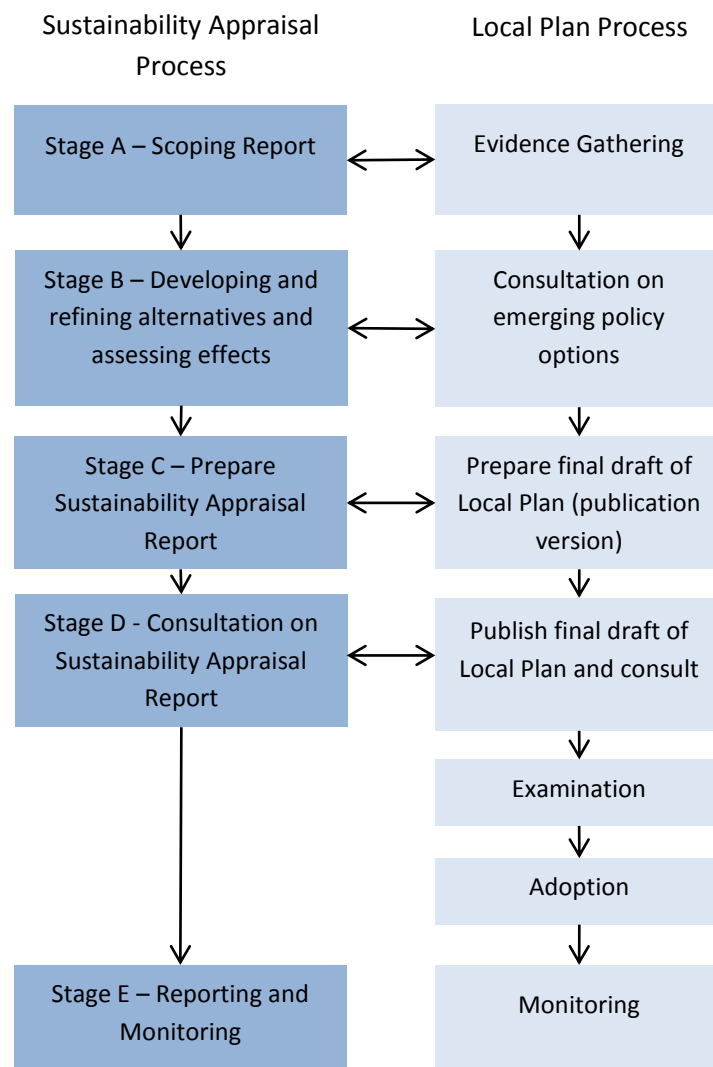 Sustainability Appraisal
Process
Local Plan Process
Stage A – Scoping Report
Evidence Gathering
Stage B – Developing and
refining alternatives and
assessing effects
Consultation on
emerging policy
options
Stage C – Prepare
Sustainability Appraisal
Report
Prepare final draft of
Local Plan (publication
version)
Stage D - Consultation on
Sustainability Appraisal
Report
Publish final draft of
Local Plan and consult
Examination
Adoption
Stage E – Reporting and
Monitoring
Monitoring